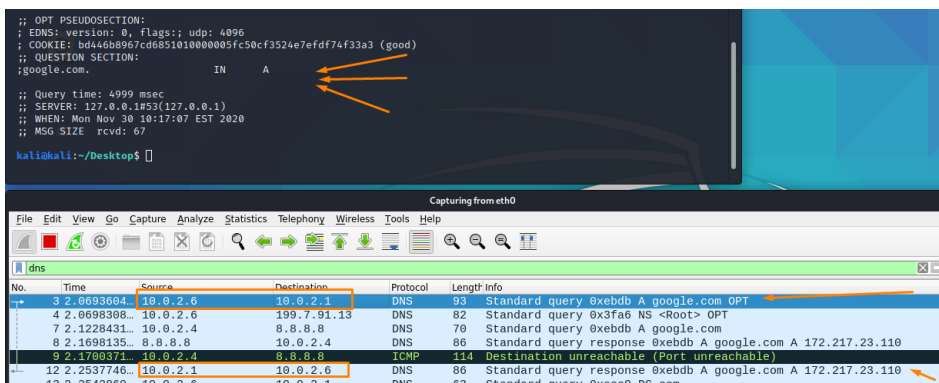 ;; OPT PSEUDOSECTION:
; EDNS: version: 0, flags:; udp: 4096
; COOKIE: bd446b8967cd6851010000005fc50cf3524e7efdf74f33a3 (good)
;; QUESTION SECTION:
;google.com. IN A
;; Query time: 4999 msec
;; SERVER: 127.0.0.1#53(127.0.0.1)
;; WHEN: Mon Nov 30 10:17:07 EST 2020
;; MSG SIZE rcvd: 67
kali@kali:~/Desktop$
Capturing from eth0
File Edit View Go Capture Analyze Statistics Telephony Wireless Tools Help
dns
No. Time Source Destination Protocol Length Info
3 2.0693604… 10.0.2.6 10.0.2.1 DNS 93 Standard query 0xebdb A google.com OPT
4 2.0698308… 10.0.2.6 199.7.91.13 DNS 82 Standard query 0x3fa6 NS <Root> OPT
7 2.1228431… 10.0.2.4 8.8.8.8 DNS 70 Standard query 0xebdb A google.com
8 2.1698135… 8.8.8.8 10.0.2.4 DNS 86 Standard query response 0xebdb A google.com A 172.217.23.110
9 2.1700371… 10.0.2.4 8.8.8.8 ICMP 114 Destination unreachable (Port unreachable)
12 2.2537746… 10.0.2.1 10.0.2.6 DNS 86 Standard query response 0xebdb A google.com A 172.217.23.110